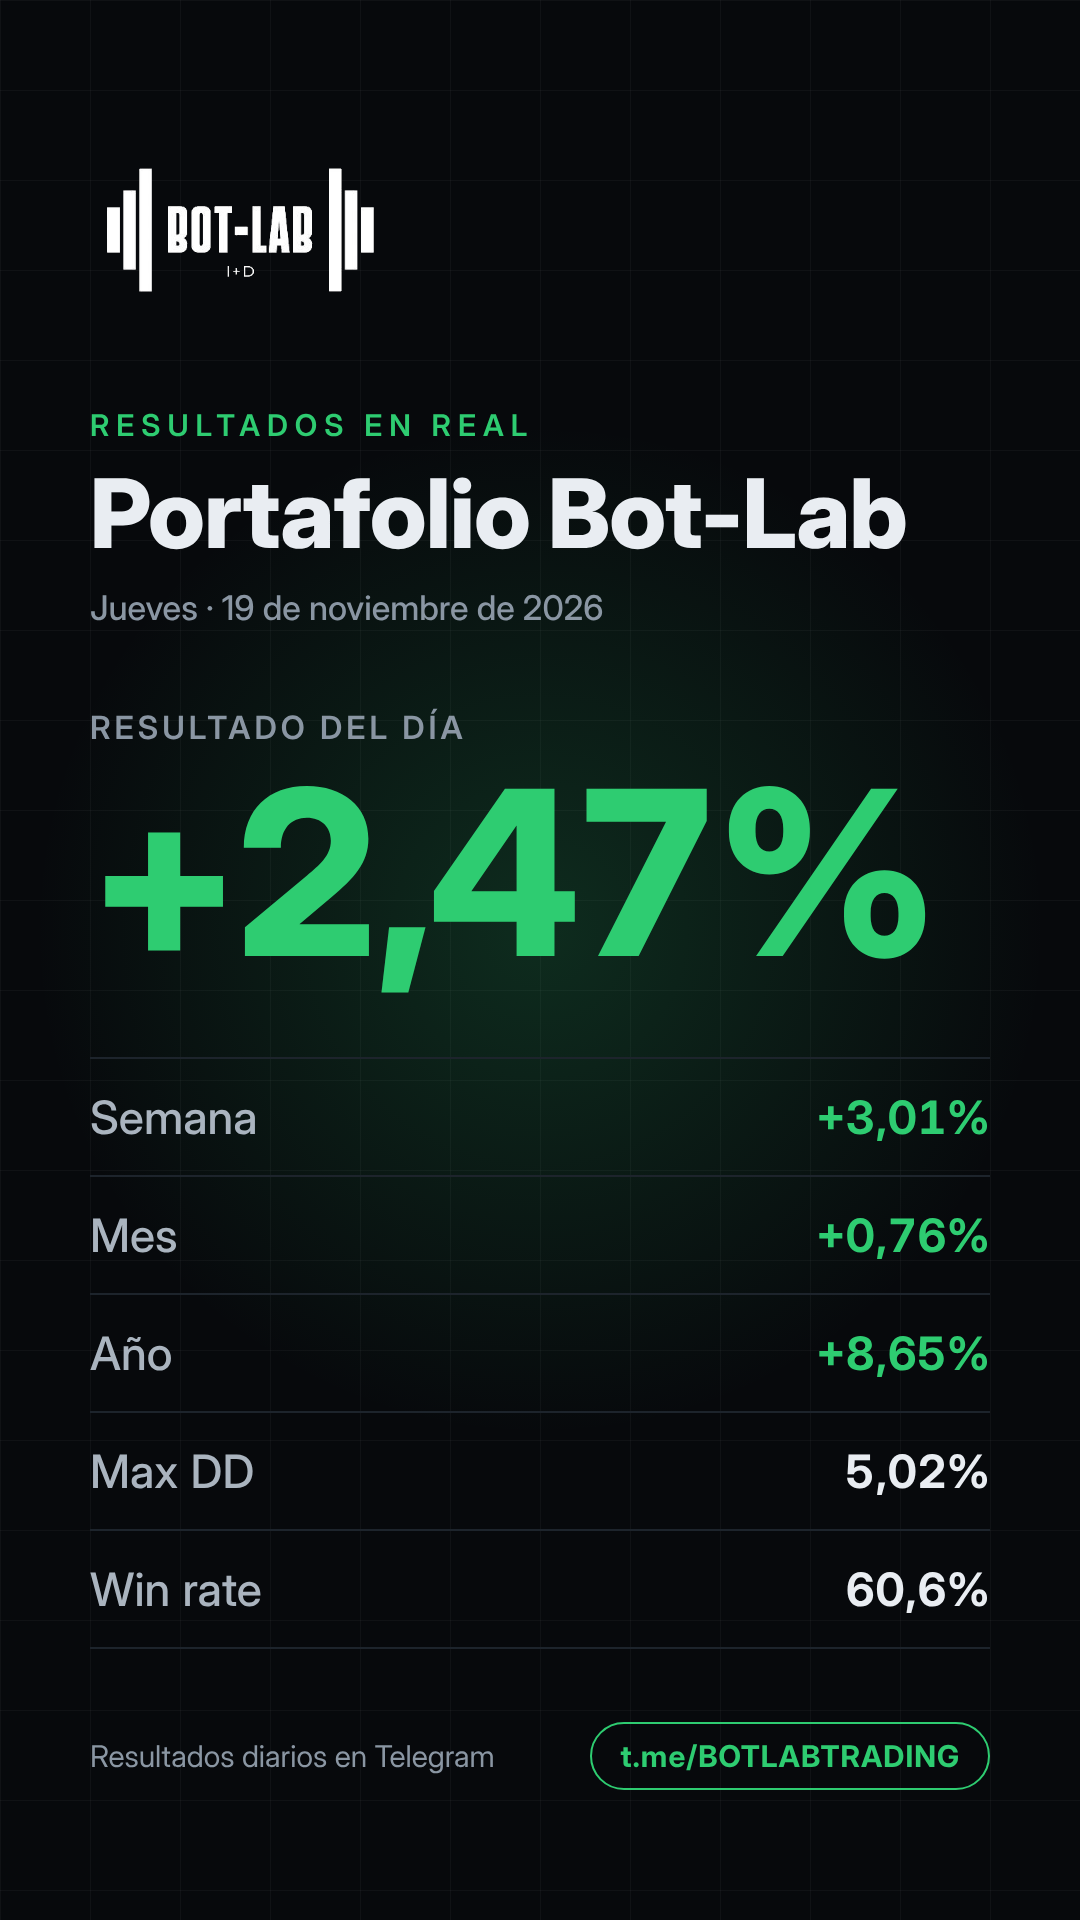 BOT-LAB
I+D
RESULTADOS EN REAL
Portafolio Bot-Lab
Jueves · 19 de noviembre de 2026
RESULTADO DEL DÍA
+2,47%
Semana +3,01%
Mes +0,76%
Año +8,65%
Max DD 5,02%
Win rate 60,6%
Resultados diarios en Telegram t.me/BOTLABTRADING